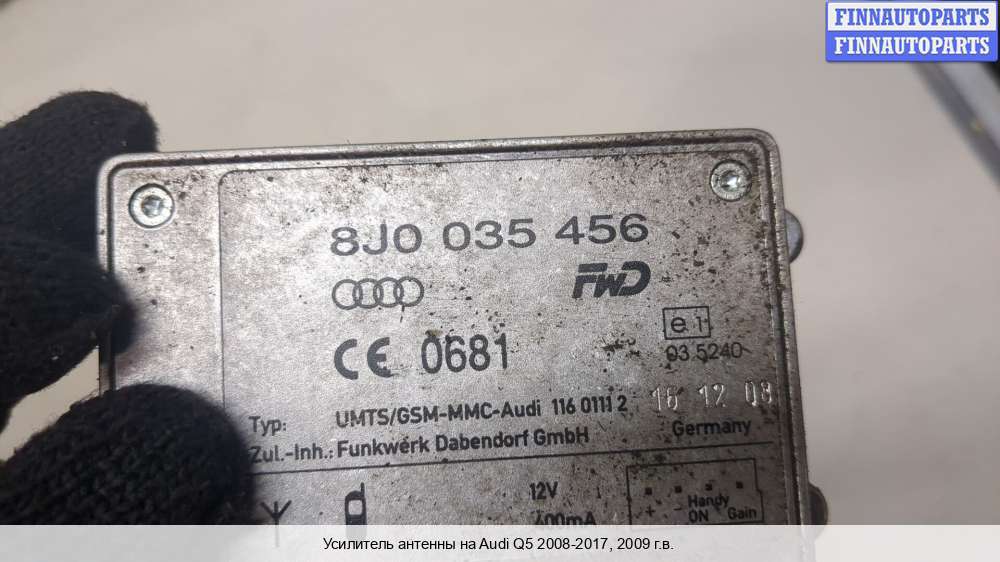 FINNAUTOPARTS
FINNAUTOPARTS
8J0 035 456
FWD
e1
CE 0681
03.5240
Typ: UMTS/GSM-MMC-Audi 116 0111 2 16 12 08
Zul.-Inh.: Funkwerk Dabendorf GmbH Germany
12V
400mA
+ - Handy ON Gain
Усилитель антенны на Audi Q5 2008-2017, 2009 г.в.